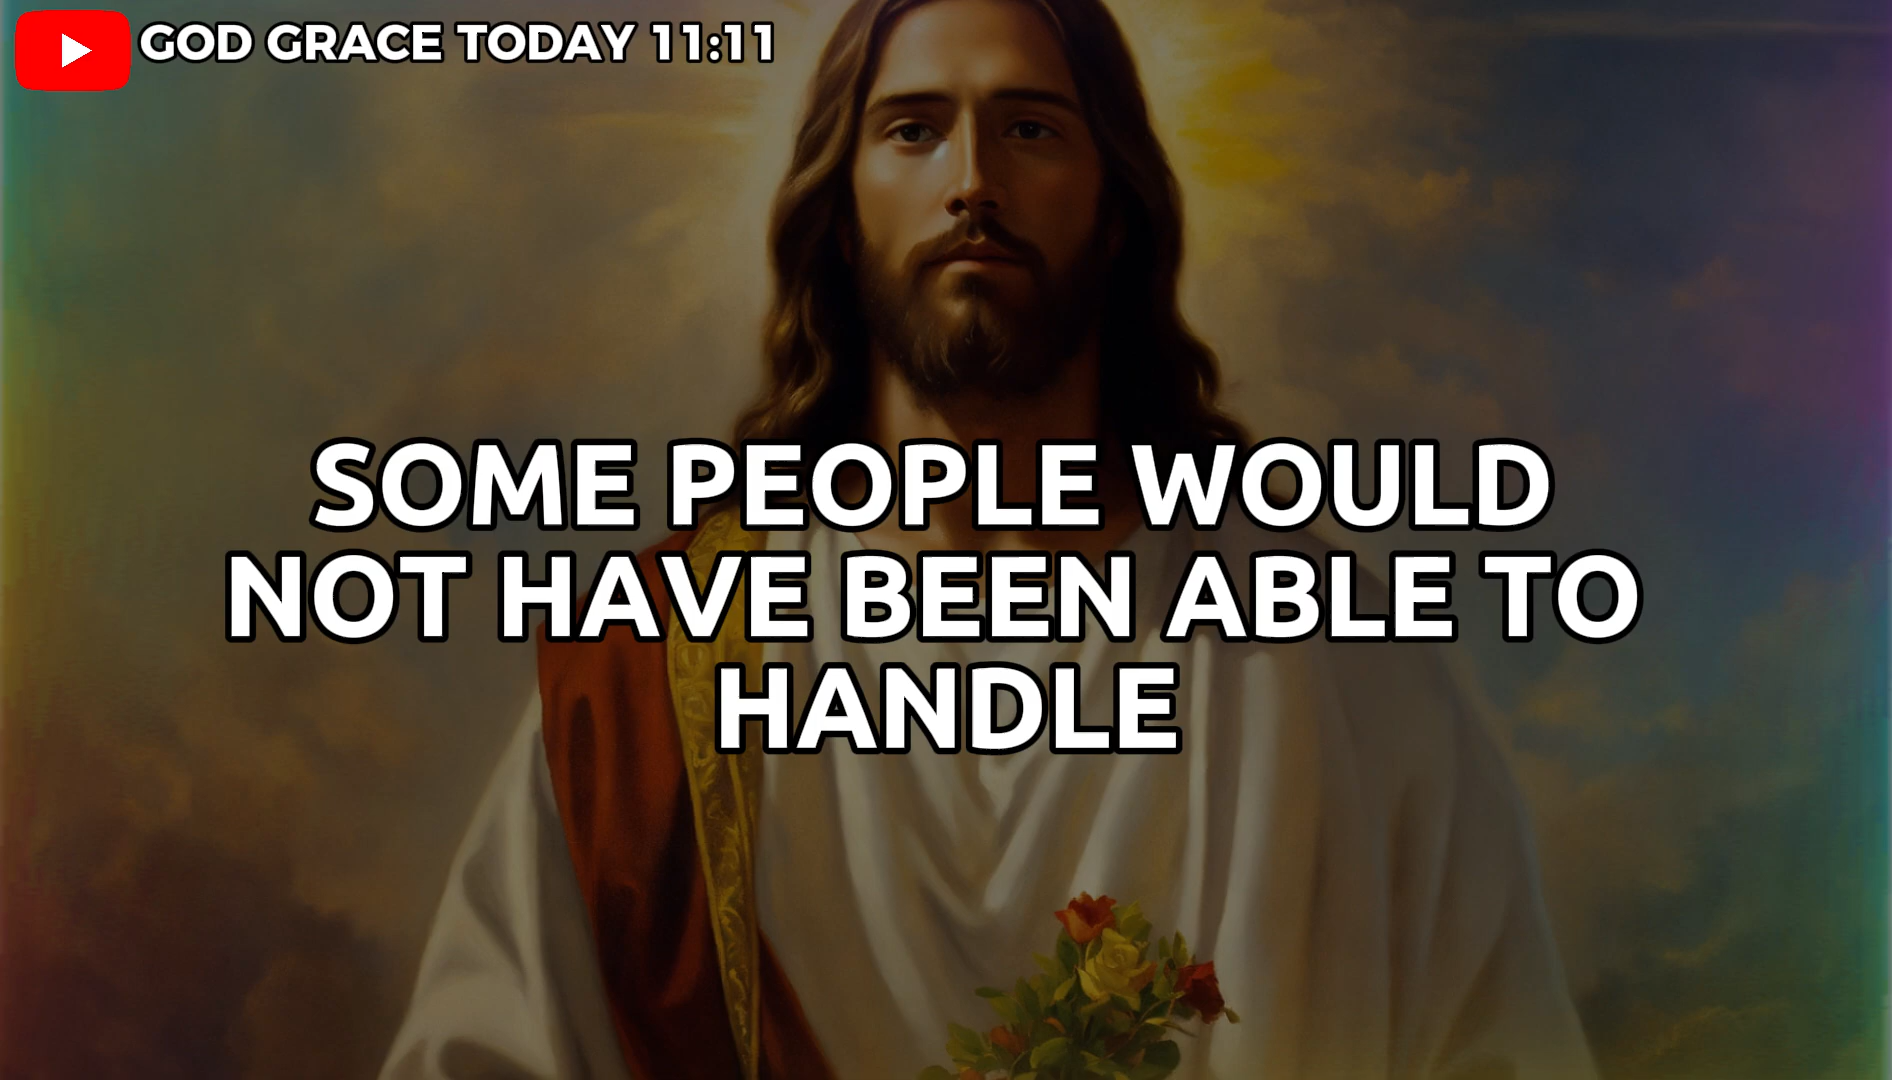 GOD GRACE TODAY 11:11
SOME PEOPLE WOULD
NOT HAVE BEEN ABLE TO
HANDLE